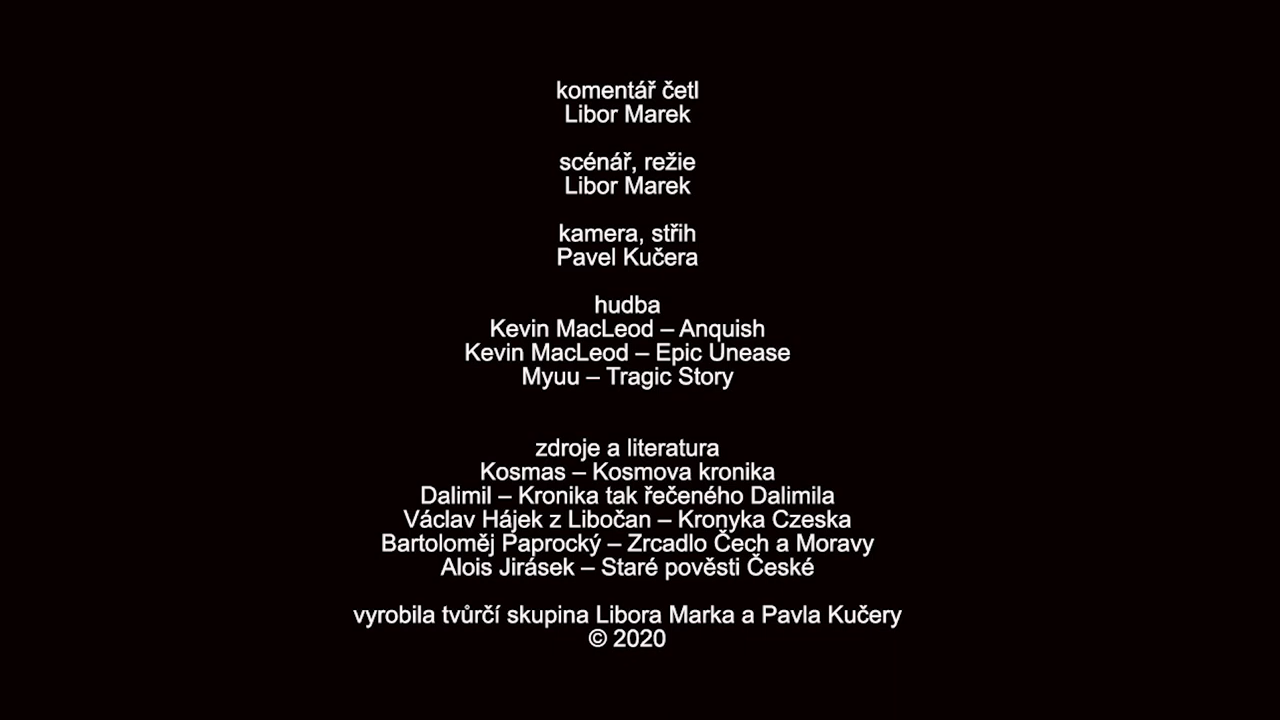 komentář četl
Libor Marek
scénář, režie
Libor Marek
kamera, střih
Pavel Kučera
hudba
Kevin MacLeod – Anquish
Kevin MacLeod – Epic Unease
Myuu – Tragic Story
zdroje a literatura
Kosmas – Kosmova kronika
Dalimil – Kronika tak řečeného Dalimila
Václav Hájek z Libočan – Kronyka Czeska
Bartoloměj Paprocký – Zrcadlo Čech a Moravy
Alois Jirásek – Staré pověsti České
vyrobila tvůrčí skupina Libora Marka a Pavla Kučery
© 2020